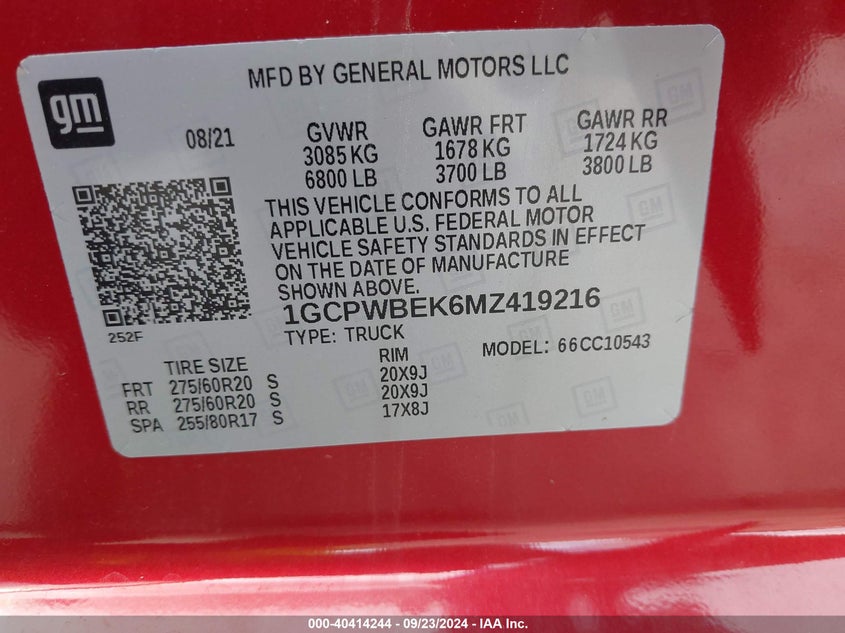 gm
MFD BY GENERAL MOTORS LLC
08/21
GVWR
3085 KG
6800 LB
GAWR FRT
1678 KG
3700 LB
GAWR RR
1724 KG
3800 LB
THIS VEHICLE CONFORMS TO ALL
APPLICABLE U.S. FEDERAL MOTOR
VEHICLE SAFETY STANDARDS IN EFFECT
ON THE DATE OF MANUFACTURE
SHOWN ABOVE.
1GCPWBEK6MZ419216
252F
TYPE: TRUCK
MODEL: 66CC10543
TIRE SIZE
RIM
FRT 275/60R20 S 20X9J
RR 275/60R20 S 20X9J
SPA 255/80R17 S 17X8J
000-40414244 - 09/23/2024 - IAA Inc.